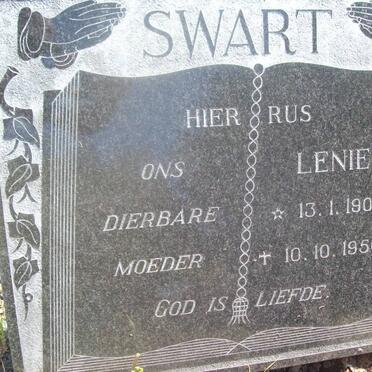 SWART
HIER RUS
ONS LENIE
DIERBARE ☆ 13.1.190
MOEDER ✝ 10.10.195
GOD IS LIEFDE.